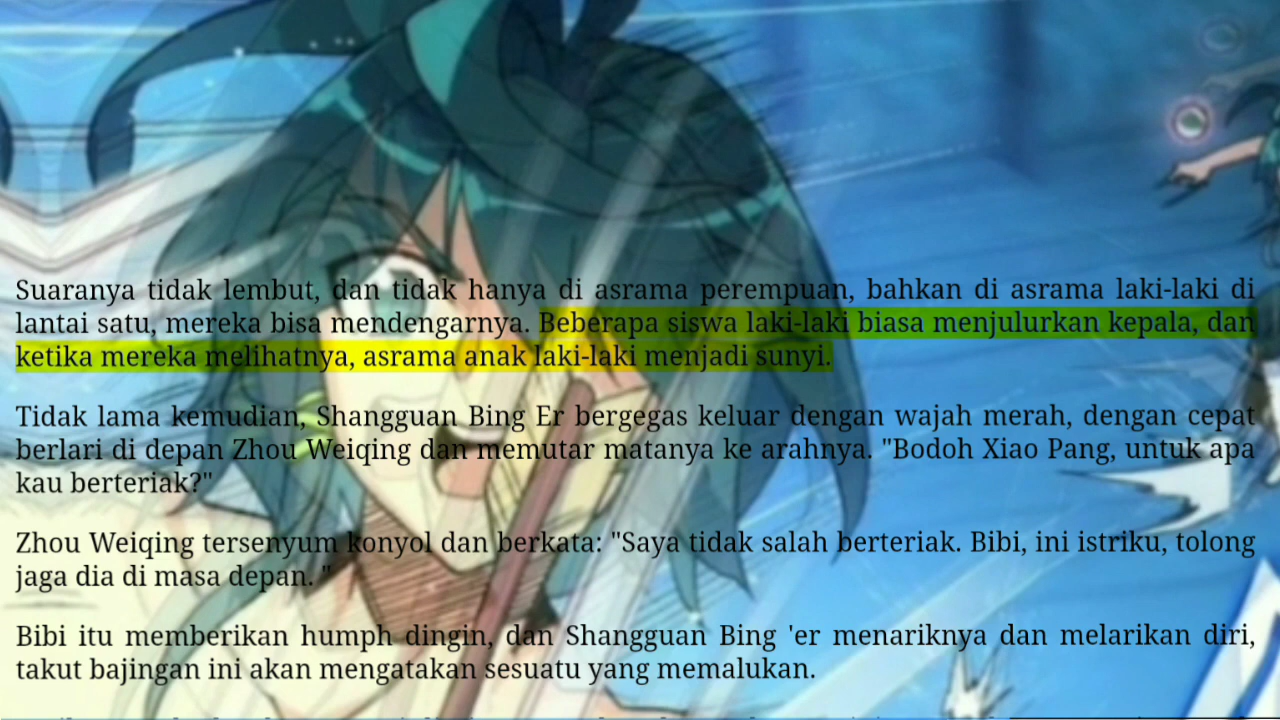 Suaranya tidak lembut, dan tidak hanya di asrama perempuan, bahkan di asrama laki-laki di
lantai satu, mereka bisa mendengarnya. Beberapa siswa laki-laki biasa menjulurkan kepala, dan
ketika mereka melihatnya, asrama anak laki-laki menjadi sunyi.
Tidak lama kemudian, Shangguan Bing Er bergegas keluar dengan wajah merah, dengan cepat
berlari di depan Zhou Weiqing dan memutar matanya ke arahnya. "Bodoh Xiao Pang, untuk apa
kau berteriak?"
Zhou Weiqing tersenyum konyol dan berkata: "Saya tidak salah berteriak. Bibi, ini istriku, tolong
jaga dia di masa depan. "
Bibi itu memberikan humph dingin, dan Shangguan Bing 'er menariknya dan melarikan diri,
takut bajingan ini akan mengatakan sesuatu yang memalukan.